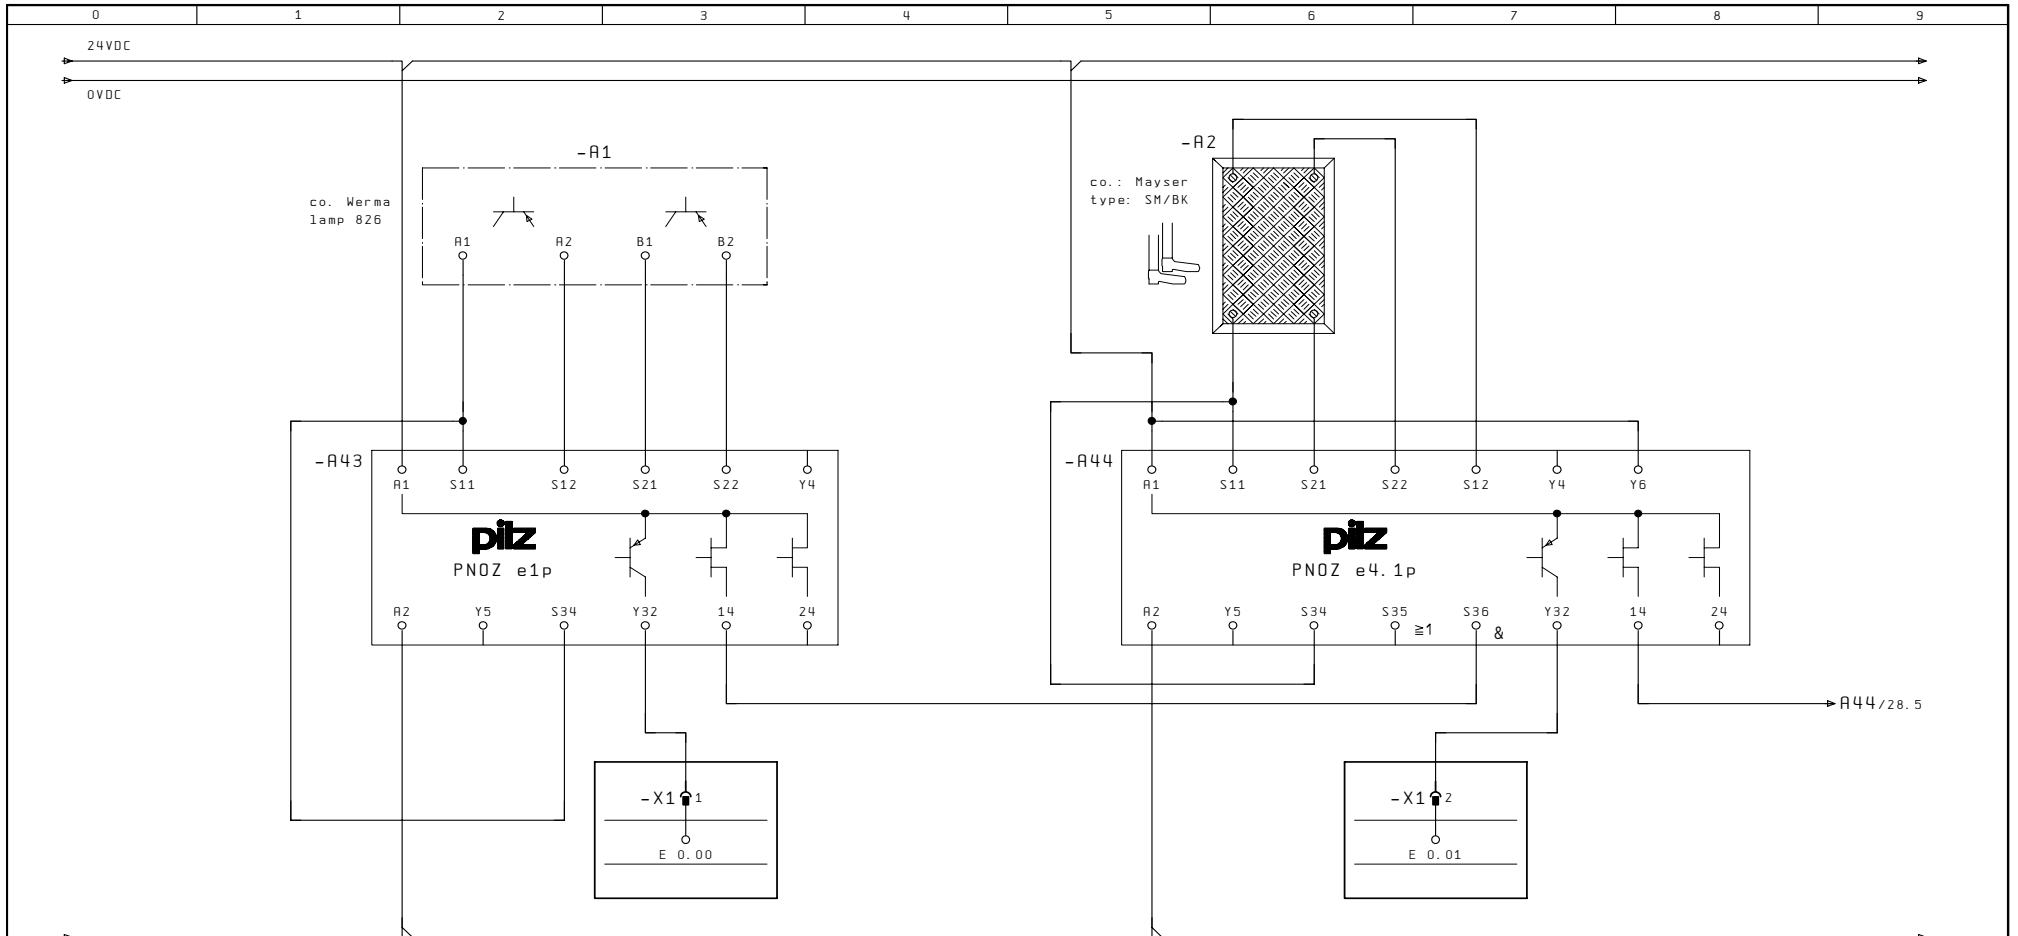 0 1 2 3 4 5 6 7 8 9
24VDC
0VDC
-A1
co. Werma
lamp 826
A1 A2 B1 B2
-A2
co.: Mayser
type: SM/BK
-A43
A1 S11 S12 S21 S22 Y4
pilz
PNOZ e1p
A2 Y5 S34 Y32 14 24
-A44
A1 S11 S21 S22 S12 Y4 Y6
pilz
PNOZ e4.1p
A2 Y5 S34 S35 S36 Y32 14 24
≧1 &
A44/28.5
-X1 1
E 0.00
-X1 2
E 0.01